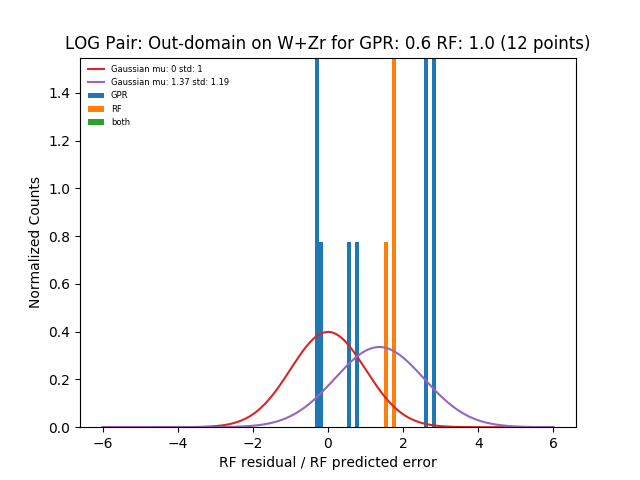 LOG Pair: Out-domain on W+Zr for GPR: 0.6 RF: 1.0 (12 points)
Gaussian mu: 0 std: 1
Gaussian mu: 1.37 std: 1.19
GPR
RF
both
Normalized Counts
1.4
1.2
1.0
0.8
0.6
0.4
0.2
0.0
−6 −4 −2 0 2 4 6
RF residual / RF predicted error